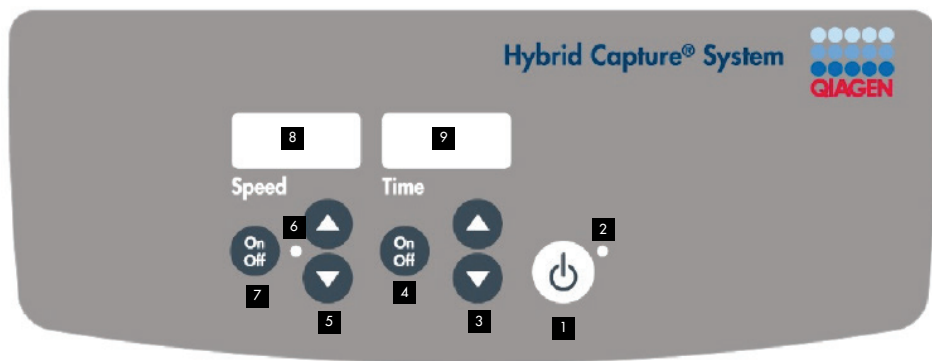 Hybrid Capture® System
QIAGEN
8
9
Speed
Time
6
2
On
Off
On
Off
7
4
5
3
1